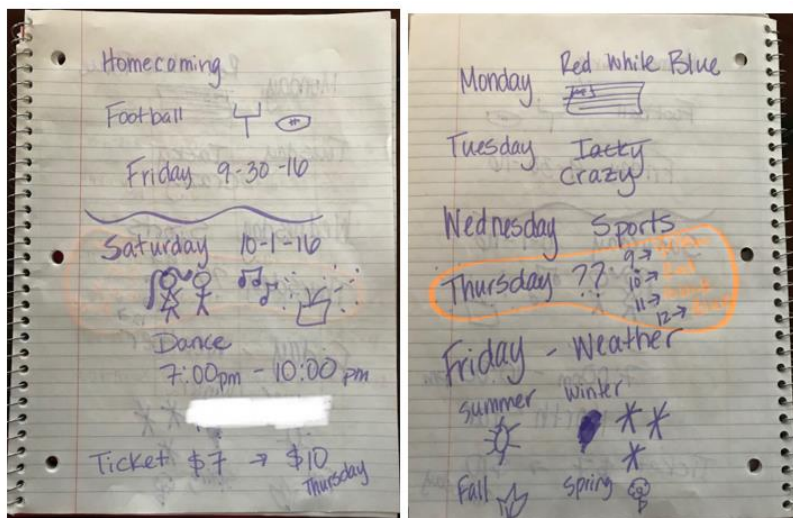 Homecoming
Football
Friday 9-30-16
Saturday 10-1-16
Dance
7:00pm - 10:00 pm
Ticket $7 → $10
Thursday
Monday Red White Blue
Tuesday Tacky
Crazy
Wednesday Sports
Thursday ??
9→
10→
11→
12→
Friday - Weather
summer winter
Fall spring